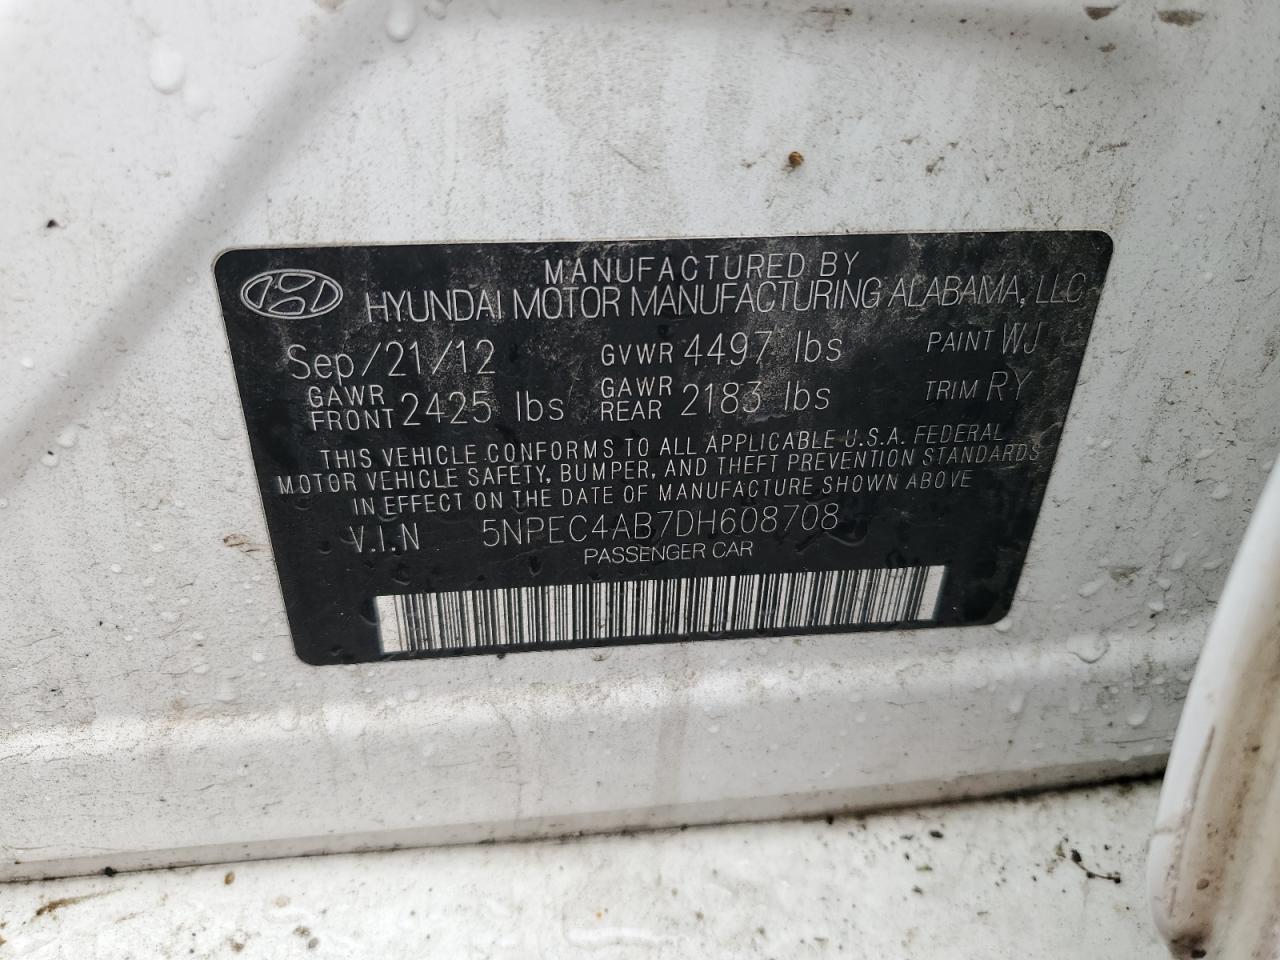 MANUFACTURED BY
HYUNDAI MOTOR MANUFACTURING ALABAMA, LLC
Sep/21/12 GVWR 4497 lbs PAINT WJ
GAWR FRONT 2425 lbs GAWR REAR 2183 lbs TRIM RY
THIS VEHICLE CONFORMS TO ALL APPLICABLE U.S.A. FEDERAL
MOTOR VEHICLE SAFETY, BUMPER, AND THEFT PREVENTION STANDARDS
IN EFFECT ON THE DATE OF MANUFACTURE SHOWN ABOVE
V.I.N 5NPEC4AB7DH608708
PASSENGER CAR